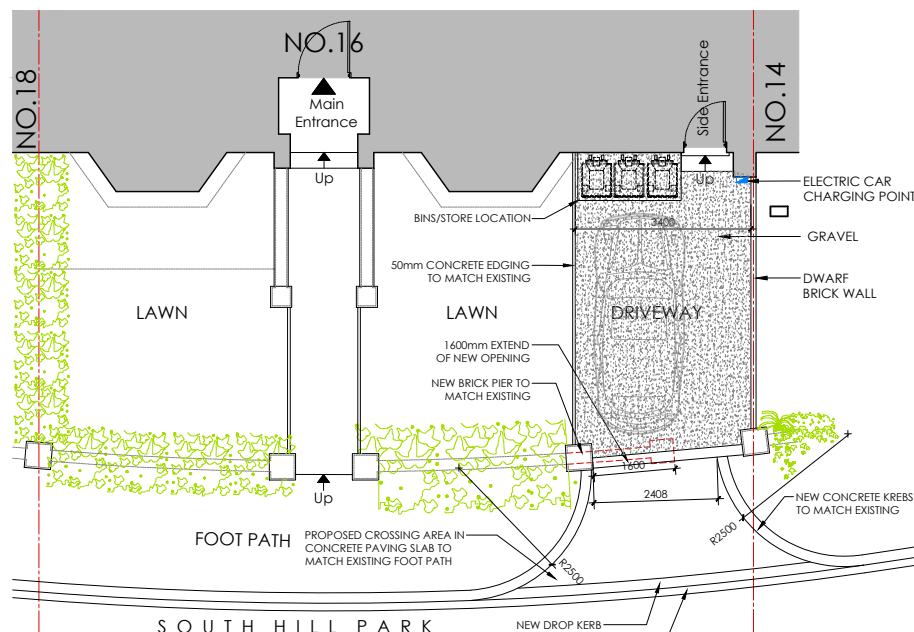 NO.16
NO.18
NO.14
Main
Entrance
Side Entrance
Up
Up
ELECTRIC CAR
CHARGING POINT
BINS/STORE LOCATION
3400
GRAVEL
50mm CONCRETE EDGING
TO MATCH EXISTING
DWARF
BRICK WALL
LAWN
LAWN
DRIVEWAY
1600mm EXTEND
OF NEW OPENING
NEW BRICK PIER TO
MATCH EXISTING
1600
Up
2408
NEW CONCRETE KREBS
TO MATCH EXISTING
FOOT PATH
PROPOSED CROSSING AREA IN
CONCRETE PAVING SLAB TO
MATCH EXISTING FOOT PATH
R2500
R2500
SOUTH HILL PARK
NEW DROP KERB